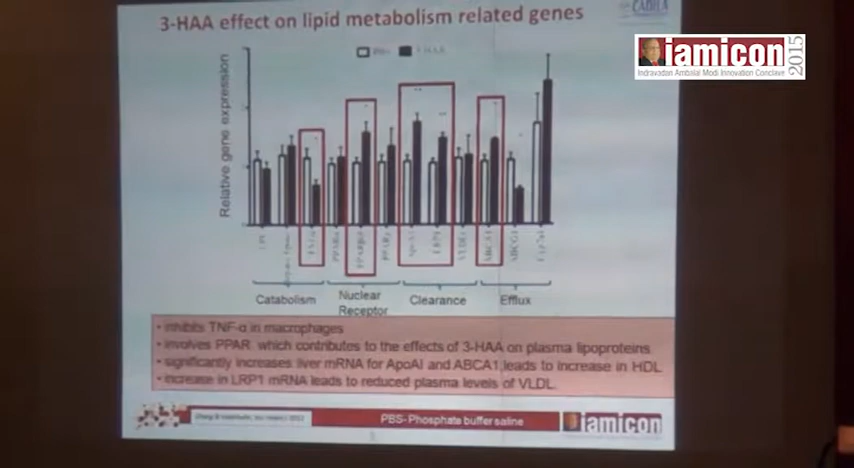 3-HAA effect on lipid metabolism related genes
CADILA
iamicon 2015
Indravadan Ambalal Modi Innovation Conclave
Relative gene expression
Catabolism
Nuclear Receptor
Clearance
Efflux
• inhibits TNF-α in macrophages
• involves PPAR which contributes to the effects of 3-HAA on plasma lipoproteins
• significantly increases liver mRNA for ApoAI and ABCA1, leads to increase in HDL
• increase in LRP1 mRNA leads to reduced plasma levels of VLDL.
PBS- Phosphate buffer saline
iamicon